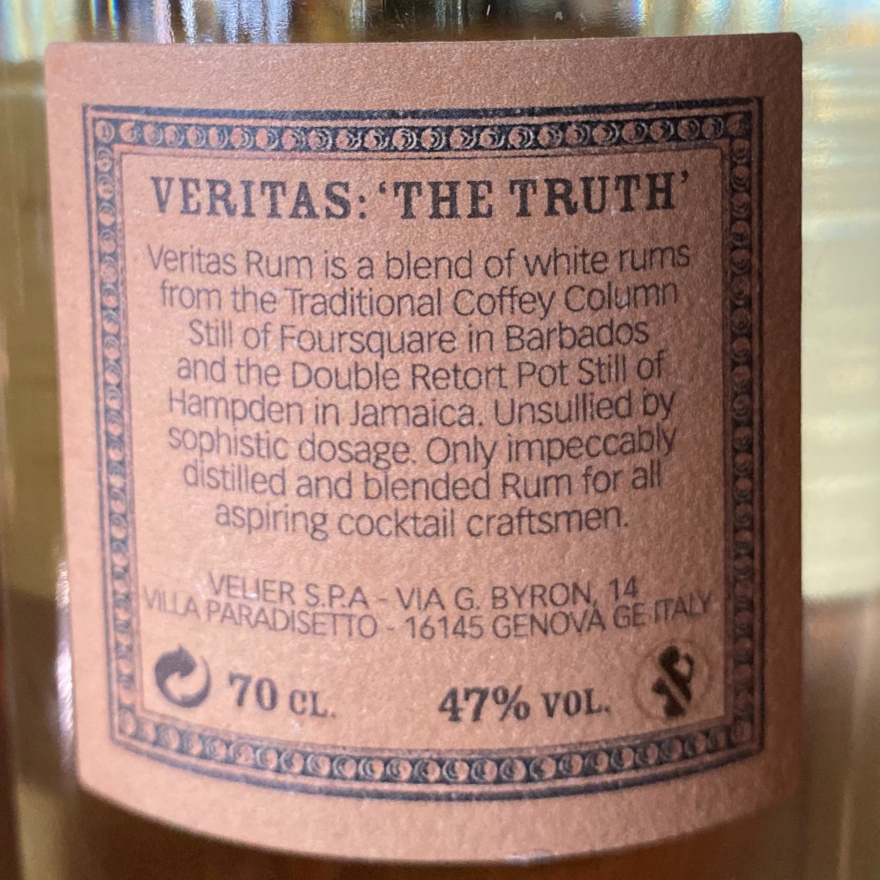 VERITAS: ‘THE TRUTH’
Veritas Rum is a blend of white rums
from the Traditional Coffey Column
Still of Foursquare in Barbados
and the Double Retort Pot Still of
Hampden in Jamaica. Unsullied by
sophistic dosage. Only impeccably
distilled and blended Rum for all
aspiring cocktail craftsmen.
VELIER S.P.A - VIA G. BYRON, 14
VILLA PARADISETTO - 16145 GENOVA GE ITALY
70 CL. 47% VOL.